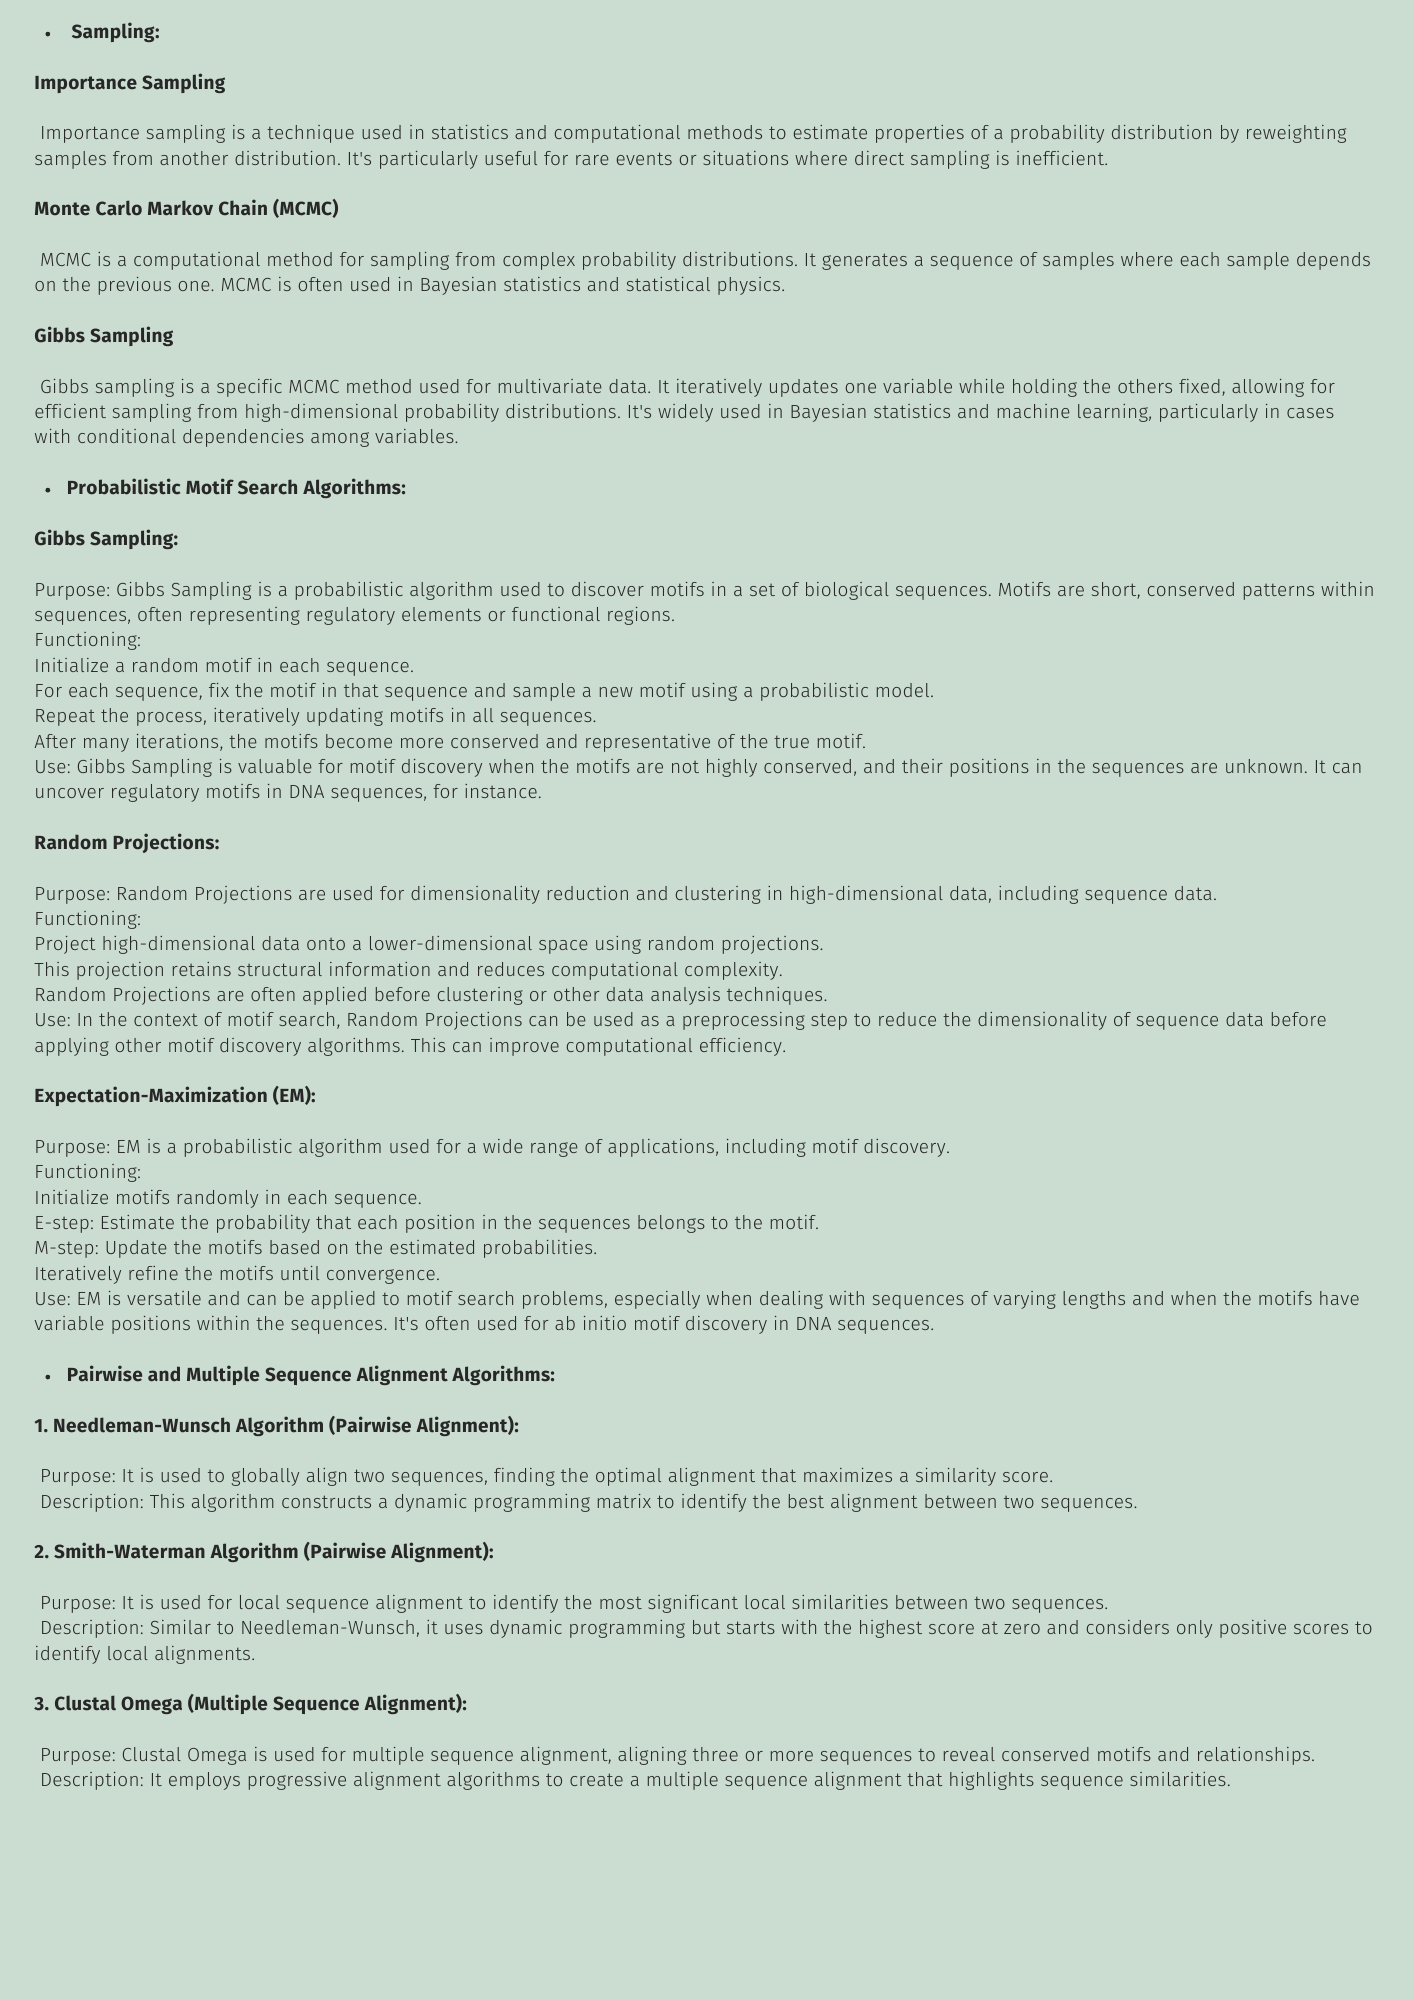 • Sampling:
Importance Sampling
Importance sampling is a technique used in statistics and computational methods to estimate properties of a probability distribution by reweighting
samples from another distribution. It's particularly useful for rare events or situations where direct sampling is inefficient.
Monte Carlo Markov Chain (MCMC)
MCMC is a computational method for sampling from complex probability distributions. It generates a sequence of samples where each sample depends
on the previous one. MCMC is often used in Bayesian statistics and statistical physics.
Gibbs Sampling
Gibbs sampling is a specific MCMC method used for multivariate data. It iteratively updates one variable while holding the others fixed, allowing for
efficient sampling from high-dimensional probability distributions. It's widely used in Bayesian statistics and machine learning, particularly in cases
with conditional dependencies among variables.
• Probabilistic Motif Search Algorithms:
Gibbs Sampling:
Purpose: Gibbs Sampling is a probabilistic algorithm used to discover motifs in a set of biological sequences. Motifs are short, conserved patterns within
sequences, often representing regulatory elements or functional regions.
Functioning:
Initialize a random motif in each sequence.
For each sequence, fix the motif in that sequence and sample a new motif using a probabilistic model.
Repeat the process, iteratively updating motifs in all sequences.
After many iterations, the motifs become more conserved and representative of the true motif.
Use: Gibbs Sampling is valuable for motif discovery when the motifs are not highly conserved, and their positions in the sequences are unknown. It can
uncover regulatory motifs in DNA sequences, for instance.
Random Projections:
Purpose: Random Projections are used for dimensionality reduction and clustering in high-dimensional data, including sequence data.
Functioning:
Project high-dimensional data onto a lower-dimensional space using random projections.
This projection retains structural information and reduces computational complexity.
Random Projections are often applied before clustering or other data analysis techniques.
Use: In the context of motif search, Random Projections can be used as a preprocessing step to reduce the dimensionality of sequence data before
applying other motif discovery algorithms. This can improve computational efficiency.
Expectation-Maximization (EM):
Purpose: EM is a probabilistic algorithm used for a wide range of applications, including motif discovery.
Functioning:
Initialize motifs randomly in each sequence.
E-step: Estimate the probability that each position in the sequences belongs to the motif.
M-step: Update the motifs based on the estimated probabilities.
Iteratively refine the motifs until convergence.
Use: EM is versatile and can be applied to motif search problems, especially when dealing with sequences of varying lengths and when the motifs have
variable positions within the sequences. It's often used for ab initio motif discovery in DNA sequences.
• Pairwise and Multiple Sequence Alignment Algorithms:
1. Needleman-Wunsch Algorithm (Pairwise Alignment):
Purpose: It is used to globally align two sequences, finding the optimal alignment that maximizes a similarity score.
Description: This algorithm constructs a dynamic programming matrix to identify the best alignment between two sequences.
2. Smith-Waterman Algorithm (Pairwise Alignment):
Purpose: It is used for local sequence alignment to identify the most significant local similarities between two sequences.
Description: Similar to Needleman-Wunsch, it uses dynamic programming but starts with the highest score at zero and considers only positive scores to
identify local alignments.
3. Clustal Omega (Multiple Sequence Alignment):
Purpose: Clustal Omega is used for multiple sequence alignment, aligning three or more sequences to reveal conserved motifs and relationships.
Description: It employs progressive alignment algorithms to create a multiple sequence alignment that highlights sequence similarities.